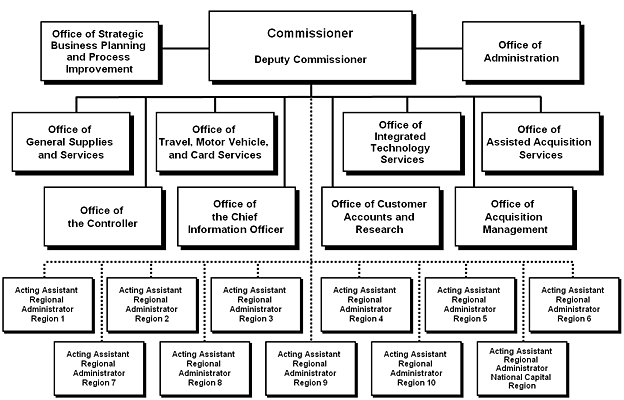 Commissioner
Deputy Commissioner
Office of Strategic
Business Planning
and Process
Improvement
Office of
Administration
Office of
General Supplies
and Services
Office of
Travel, Motor Vehicle,
and Card Services
Office of
Integrated
Technology
Services
Office of
Assisted Acquisition
Services
Office of
the Controller
Office of
the Chief
Information Officer
Office of Customer
Accounts and
Research
Office of
Acquisition
Management
Acting Assistant
Regional
Administrator
Region 1
Acting Assistant
Regional
Administrator
Region 2
Acting Assistant
Regional
Administrator
Region 3
Acting Assistant
Regional
Administrator
Region 4
Acting Assistant
Regional
Administrator
Region 5
Acting Assistant
Regional
Administrator
Region 6
Acting Assistant
Regional
Administrator
Region 7
Acting Assistant
Regional
Administrator
Region 8
Acting Assistant
Regional
Administrator
Region 9
Acting Assistant
Regional
Administrator
Region 10
Acting Assistant
Regional
Administrator
National Capital
Region